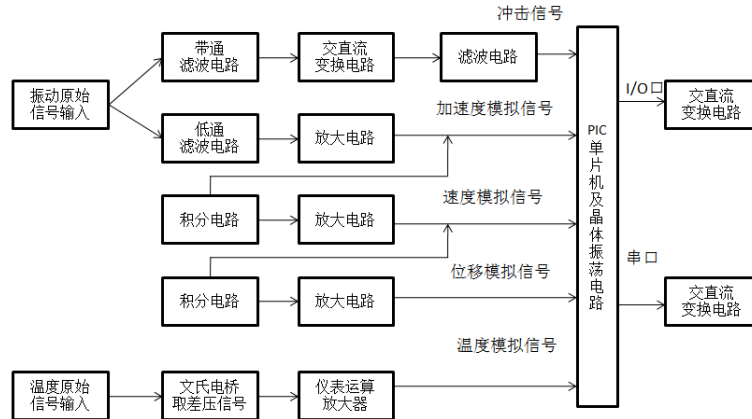 冲击信号
带通
滤波电路
交直流
变换电路
滤波电路
振动原始
信号输入
I/O口
交直流
变换电路
加速度模拟信号
低通
滤波电路
放大电路
PIC
单
片
机
及
晶
体
振
荡
电
路
速度模拟信号
积分电路
放大电路
串口
位移模拟信号
积分电路
放大电路
交直流
变换电路
温度模拟信号
温度原始
信号输入
文氏电桥
取差压信号
仪表运算
放大器